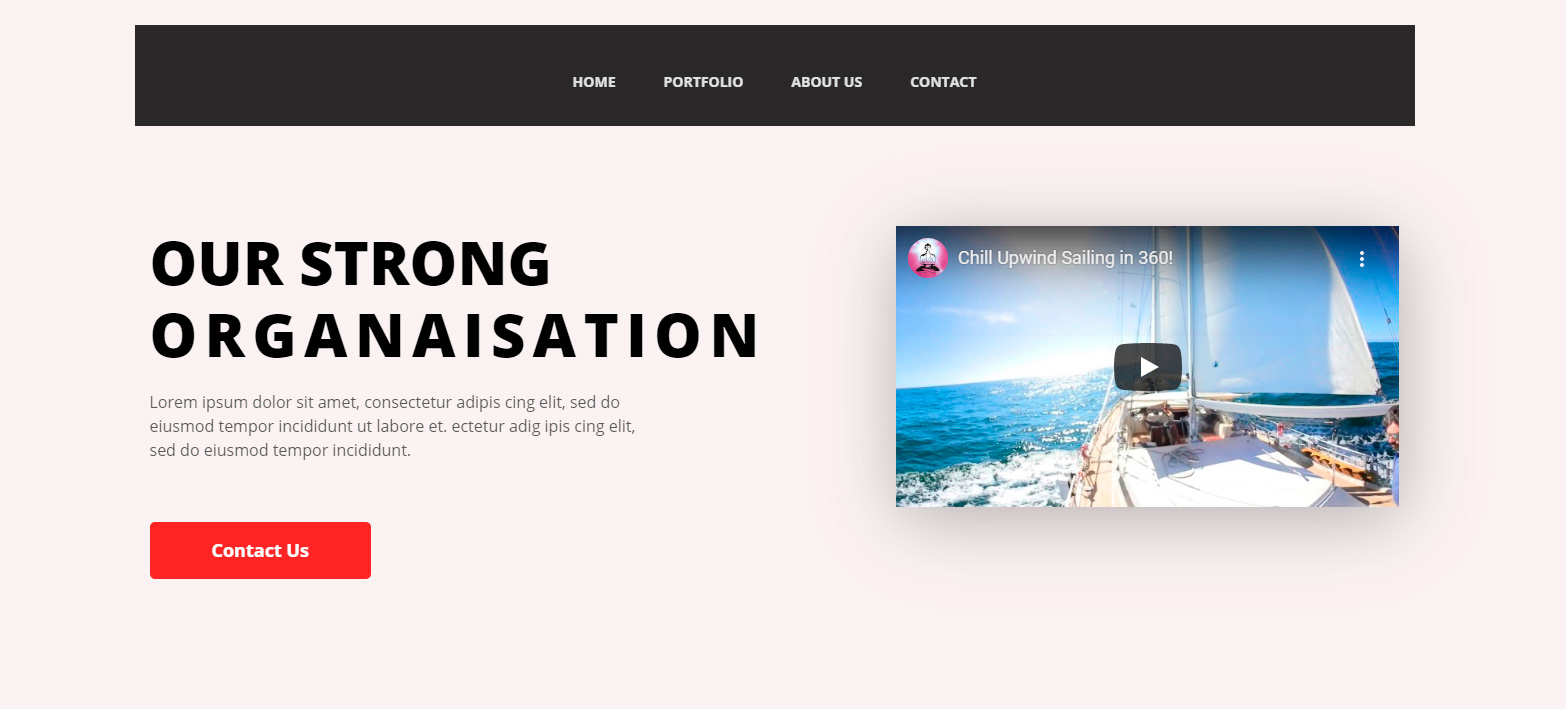 HOME PORTFOLIO ABOUT US CONTACT
OUR STRONG
ORGANAISATION
Lorem ipsum dolor sit amet, consectetur adipis cing elit, sed do
eiusmod tempor incididunt ut labore et. ectetur adig ipis cing elit,
sed do eiusmod tempor incididunt.
Contact Us
Chill Upwind Sailing in 360!